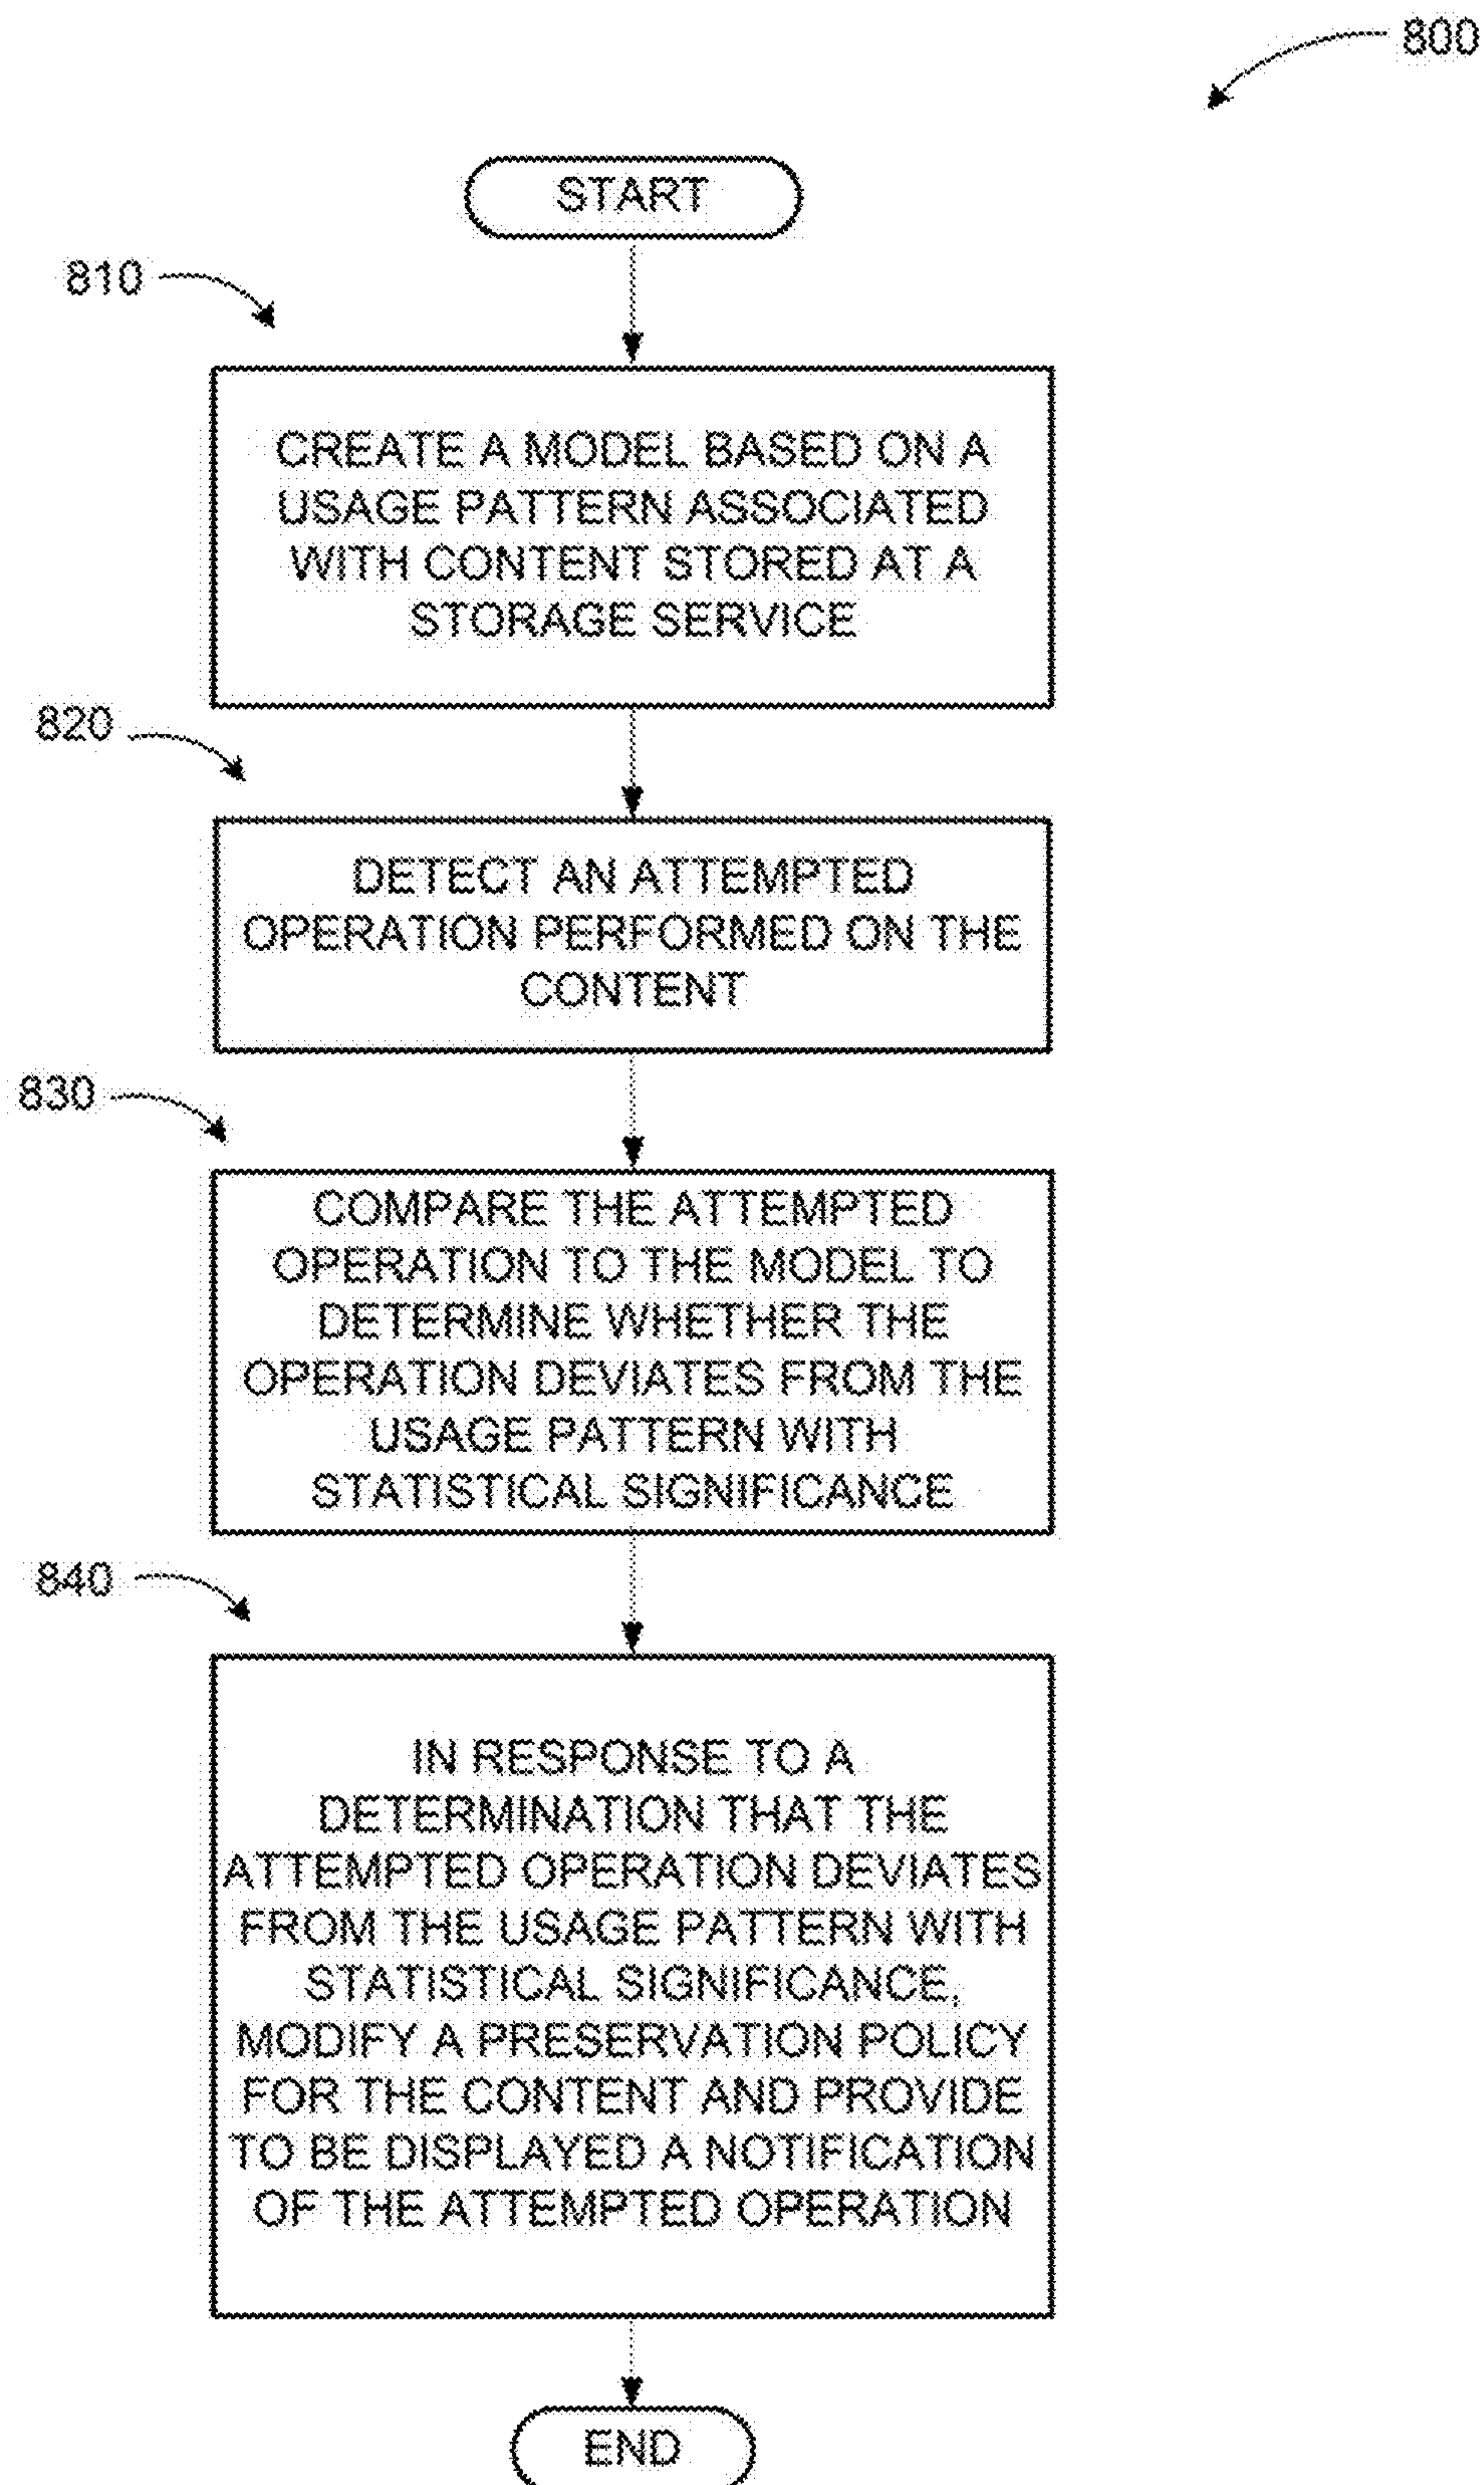 800
START
810
CREATE A MODEL BASED ON A
USAGE PATTERN ASSOCIATED
WITH CONTENT STORED AT A
STORAGE SERVICE
820
DETECT AN ATTEMPTED
OPERATION PERFORMED ON THE
CONTENT
830
COMPARE THE ATTEMPTED
OPERATION TO THE MODEL TO
DETERMINE WHETHER THE
OPERATION DEVIATES FROM THE
USAGE PATTERN WITH
STATISTICAL SIGNIFICANCE
840
IN RESPONSE TO A
DETERMINATION THAT THE
ATTEMPTED OPERATION DEVIATES
FROM THE USAGE PATTERN WITH
STATISTICAL SIGNIFICANCE,
MODIFY A PRESERVATION POLICY
FOR THE CONTENT AND PROVIDE
TO BE DISPLAYED A NOTIFICATION
OF THE ATTEMPTED OPERATION
END